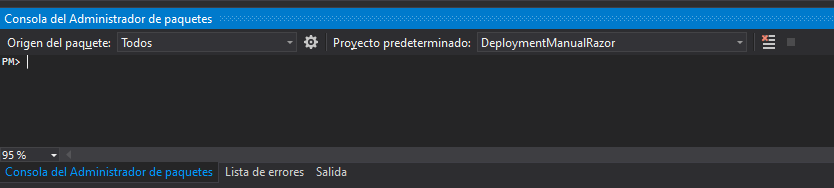 Consola del Administrador de paquetes
Origen del paquete: Todos Proyecto predeterminado: DeploymentManualRazor
PM>
95 %
Consola del Administrador de paquetes Lista de errores Salida